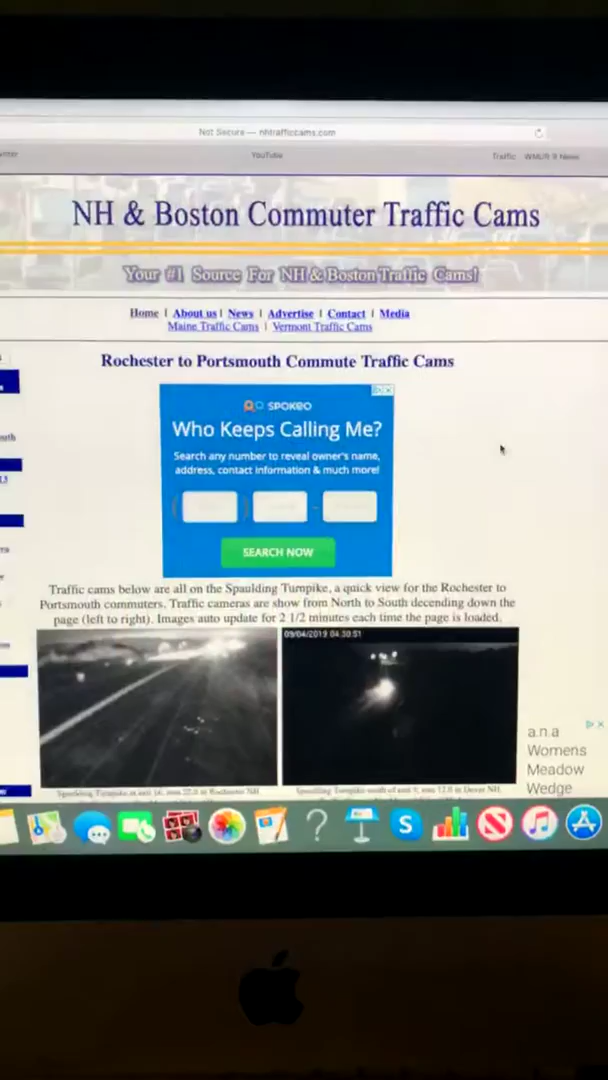 Not Secure — nhtrafficcams.com
YouTube
Traffic WMUR 9 News
NH & Boston Commuter Traffic Cams
Your #1 Source For NH & Boston Traffic Cams!
Home | About us | News | Advertise | Contact | Media
Maine Traffic Cams | Vermont Traffic Cams
Rochester to Portsmouth Commute Traffic Cams
SPOKEO
Who Keeps Calling Me?
Search any number to reveal owner's name,
address, contact information & much more!
SEARCH NOW
Traffic cams below are all on the Spaulding Turnpike, a quick view for the Rochester to
Portsmouth commuters. Traffic cameras are show from North to South decending down the
page (left to right). Images auto update for 2 1/2 minutes each time the page is loaded.
09/04/2019 04:30:51
a.n.a
Womens
Meadow
Wedge